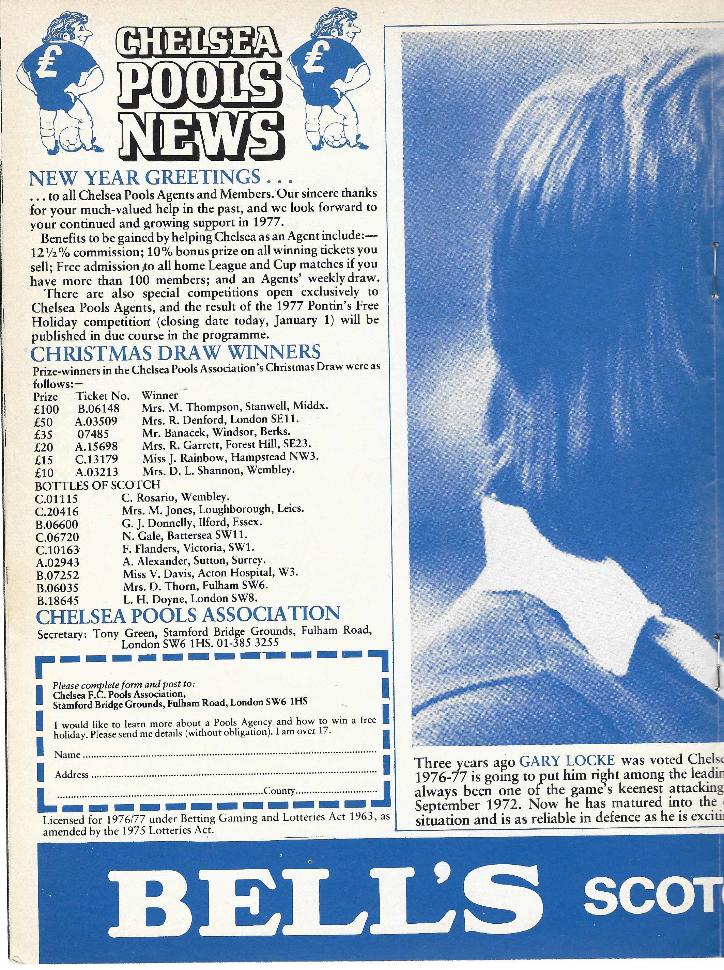 CHELSEA
POOLS
NEWS
£
£
NEW YEAR GREETINGS . . .
. . . to all Chelsea Pools Agents and Members. Our sincere thanks
for your much-valued help in the past, and we look forward to
your continued and growing support in 1977.
Benefits to be gained by helping Chelsea as an Agent include:—
12½% commission; 10% bonus prize on all winning tickets you
sell; Free admission to all home League and Cup matches if you
have more than 100 members; and an Agents' weekly draw.
There are also special competitions open exclusively to
Chelsea Pools Agents, and the result of the 1977 Pontin's Free
Holiday competition (closing date today, January 1) will be
published in due course in the programme.
CHRISTMAS DRAW WINNERS
Prize-winners in the Chelsea Pools Association's Christmas Draw were as
follows:—
Prize Ticket No. Winner
£100 B.06148 Mrs. M. Thompson, Stanwell, Middx.
£50 A.03509 Mrs. R. Denford, London SE11.
£35 07485 Mr. Banacek, Windsor, Berks.
£20 A.15698 Mrs. R. Garrett, Forest Hill, SE23.
£15 C.13179 Miss J. Rainbow, Hampstead NW3.
£10 A.03213 Mrs. D. L. Shannon, Wembley.
BOTTLES OF SCOTCH
C.01115 C. Rosario, Wembley.
C.20416 Mrs. M. Jones, Loughborough, Leics.
B.06600 G. J. Donnelly, Ilford, Essex.
C.06720 N. Gale, Battersea SW11.
C.10163 F. Flanders, Victoria, SW1.
A.02943 A. Alexander, Sutton, Surrey.
B.07252 Miss V. Davis, Acton Hospital, W3.
B.06035 Mrs. D. Thorn, Fulham SW6.
B.18645 L. H. Doyne, London SW8.
CHELSEA POOLS ASSOCIATION
Secretary: Tony Green, Stamford Bridge Grounds, Fulham Road,
London SW6 1HS. 01-385 3255
Please complete form and post to:
Chelsea F.C. Pools Association,
Stamford Bridge Grounds, Fulham Road, London SW6 1HS
I would like to learn more about a Pools Agency and how to win a free
holiday. Please send me details (without obligation). I am over 17.
Name
Address
County
Licensed for 1976/77 under Betting Gaming and Lotteries Act 1963, as
amended by the 1975 Lotteries Act.
Three years ago GARY LOCKE was voted Chels
1976-77 is going to put him right among the leadin
always been one of the game's keenest attacking
September 1972. Now he has matured into the
situation and is as reliable in defence as he is exciti
BELL'S SCOT